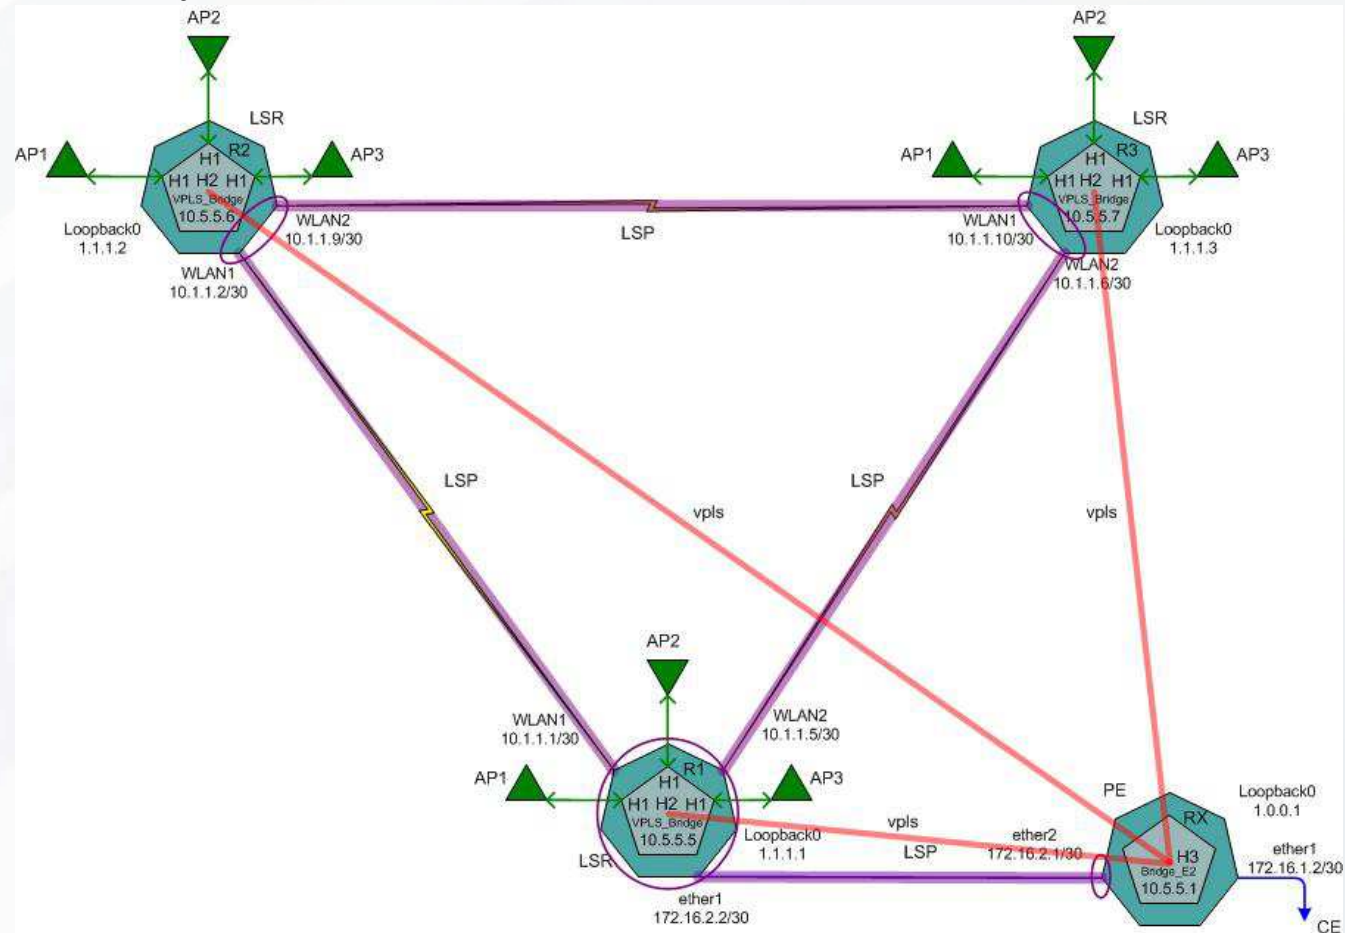 AP2
AP2
LSR
LSR
AP1
AP3
R2
H1
H1 H2 H1
VPLS_Bridge
10.5.5.6
AP1
AP3
R3
H1
H1 H2 H1
VPLS_Bridge
10.5.5.7
Loopback0
1.1.1.2
WLAN2
10.1.1.9/30
LSP
WLAN1
10.1.1.10/30
Loopback0
1.1.1.3
WLAN1
10.1.1.2/30
WLAN2
10.1.1.6/30
LSP
LSP
vpls
vpls
AP2
WLAN1
10.1.1.1/30
WLAN2
10.1.1.5/30
AP1
AP3
R1
H1
H1 H2 H1
VPLS_Bridge
10.5.5.5
LSR
Loopback0
1.1.1.1
vpls
LSP
ether2
172.16.2.1/30
PE
Loopback0
1.0.0.1
RX
H3
Bridge_E2
10.5.5.1
ether1
172.16.1.2/30
ether1
172.16.2.2/30
CE